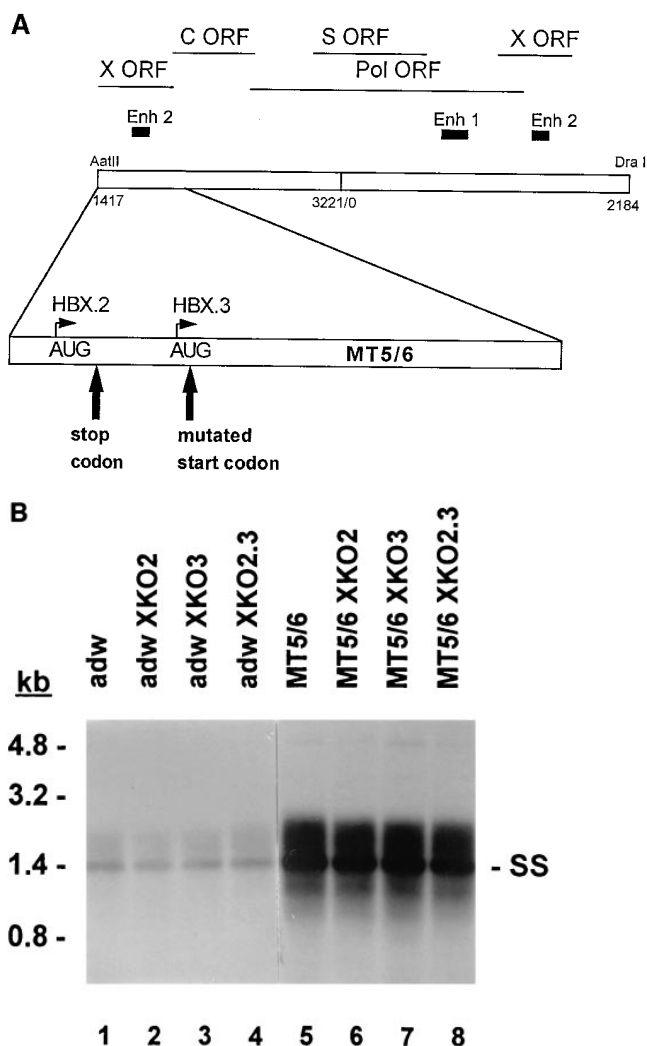 A
C ORF S ORF X ORF
X ORF Pol ORF
Enh 2 Enh 1 Enh 2
AatII Dra I
1417 3221/0 2184
HBX.2 HBX.3
AUG AUG MT5/6
stop codon
mutated start codon
B
adw
adw XKO2
adw XKO3
adw XKO2.3
MT5/6
MT5/6 XKO2
MT5/6 XKO3
MT5/6 XKO2.3
kb
4.8 -
3.2 -
1.4 - - SS
0.8 -
1 2 3 4 5 6 7 8